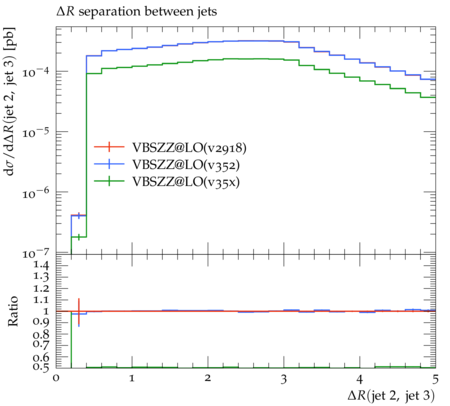 ΔR separation between jets
dσ/dΔR(jet 2, jet 3) [pb]
10⁻⁴
10⁻⁵
10⁻⁶
10⁻⁷
VBSZZ@LO(v2918)
VBSZZ@LO(v352)
VBSZZ@LO(v35x)
Ratio
1.4
1.3
1.2
1.1
1
0.9
0.8
0.7
0.6
0.5
0 1 2 3 4 5
ΔR(jet 2, jet 3)